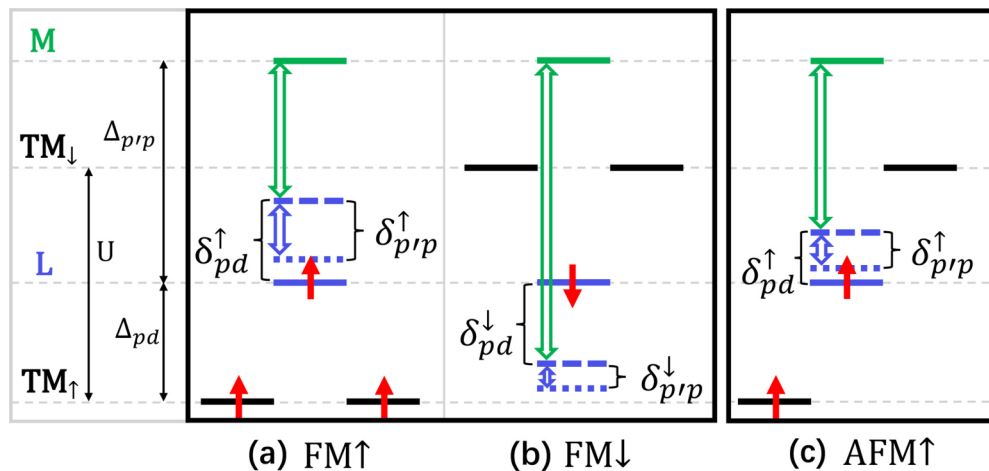 M
Δ_{p′p}
TM↓
U
L
Δ_{pd}
TM↑
δ^↑_{pd}
δ^↑_{p′p}
(a) FM↑
δ^↓_{pd}
δ^↓_{p′p}
(b) FM↓
δ^↑_{pd}
δ^↑_{p′p}
(c) AFM↑